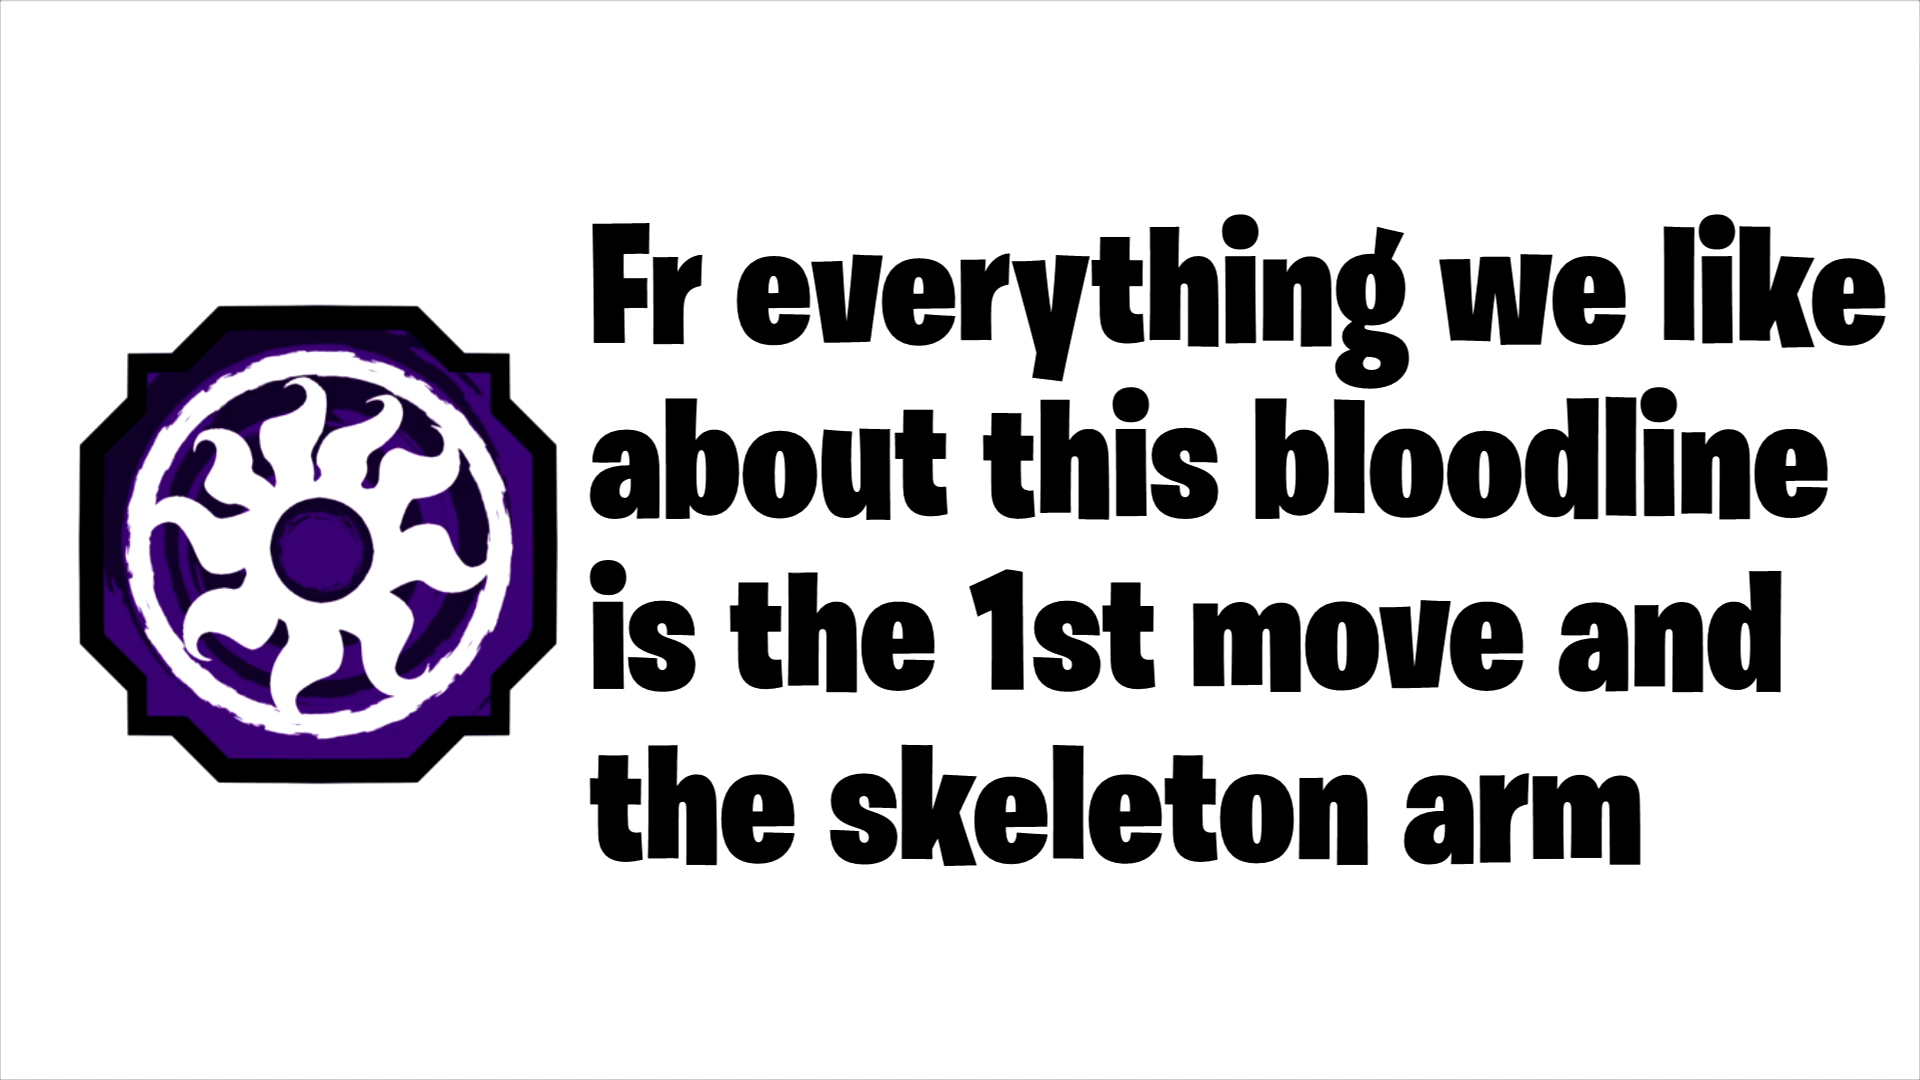 Fr everything we like
about this bloodline
is the 1st move and
the skeleton arm